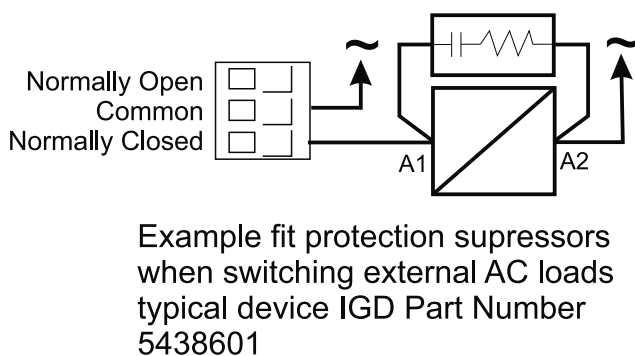 ~
~
Normally Open
Common
Normally Closed
A1
A2
Example fit protection supressors
when switching external AC loads
typical device IGD Part Number
5438601